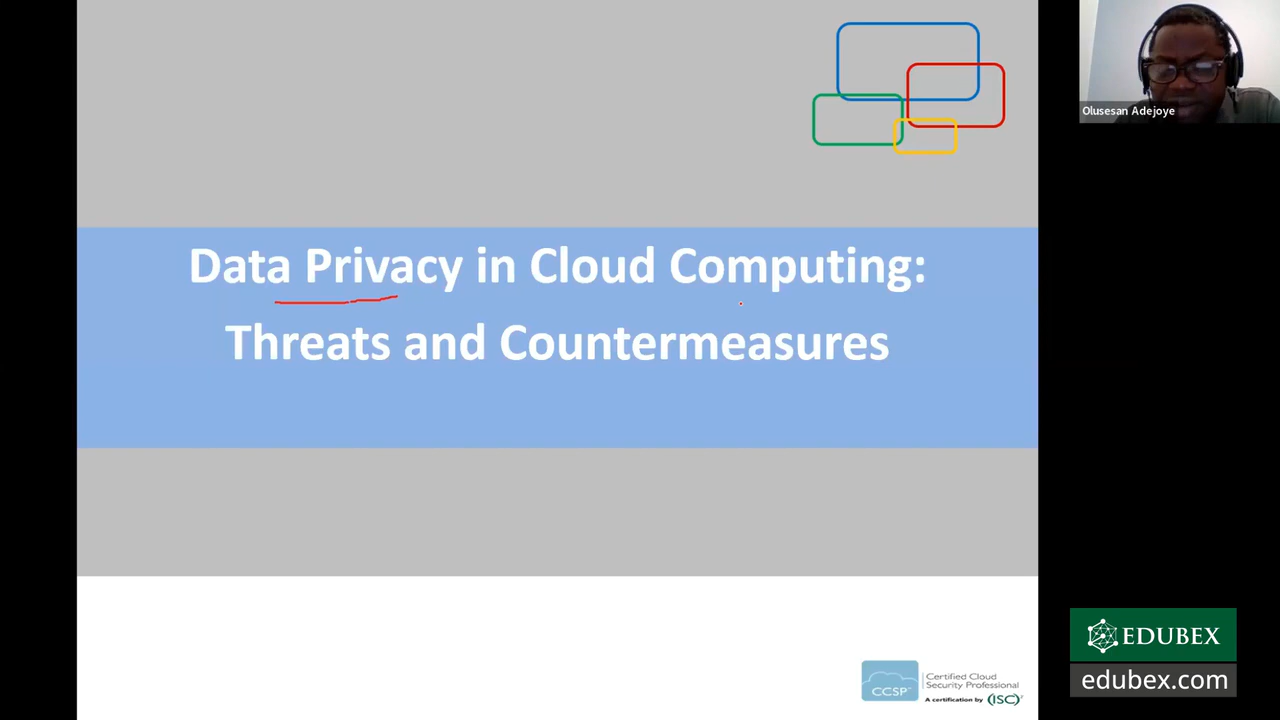 Olusesan Adejoye
Data Privacy in Cloud Computing:
Threats and Countermeasures
EDUBEX
edubex.com
CCSP
Certified Cloud
Security Professional
A certification by (ISC)²